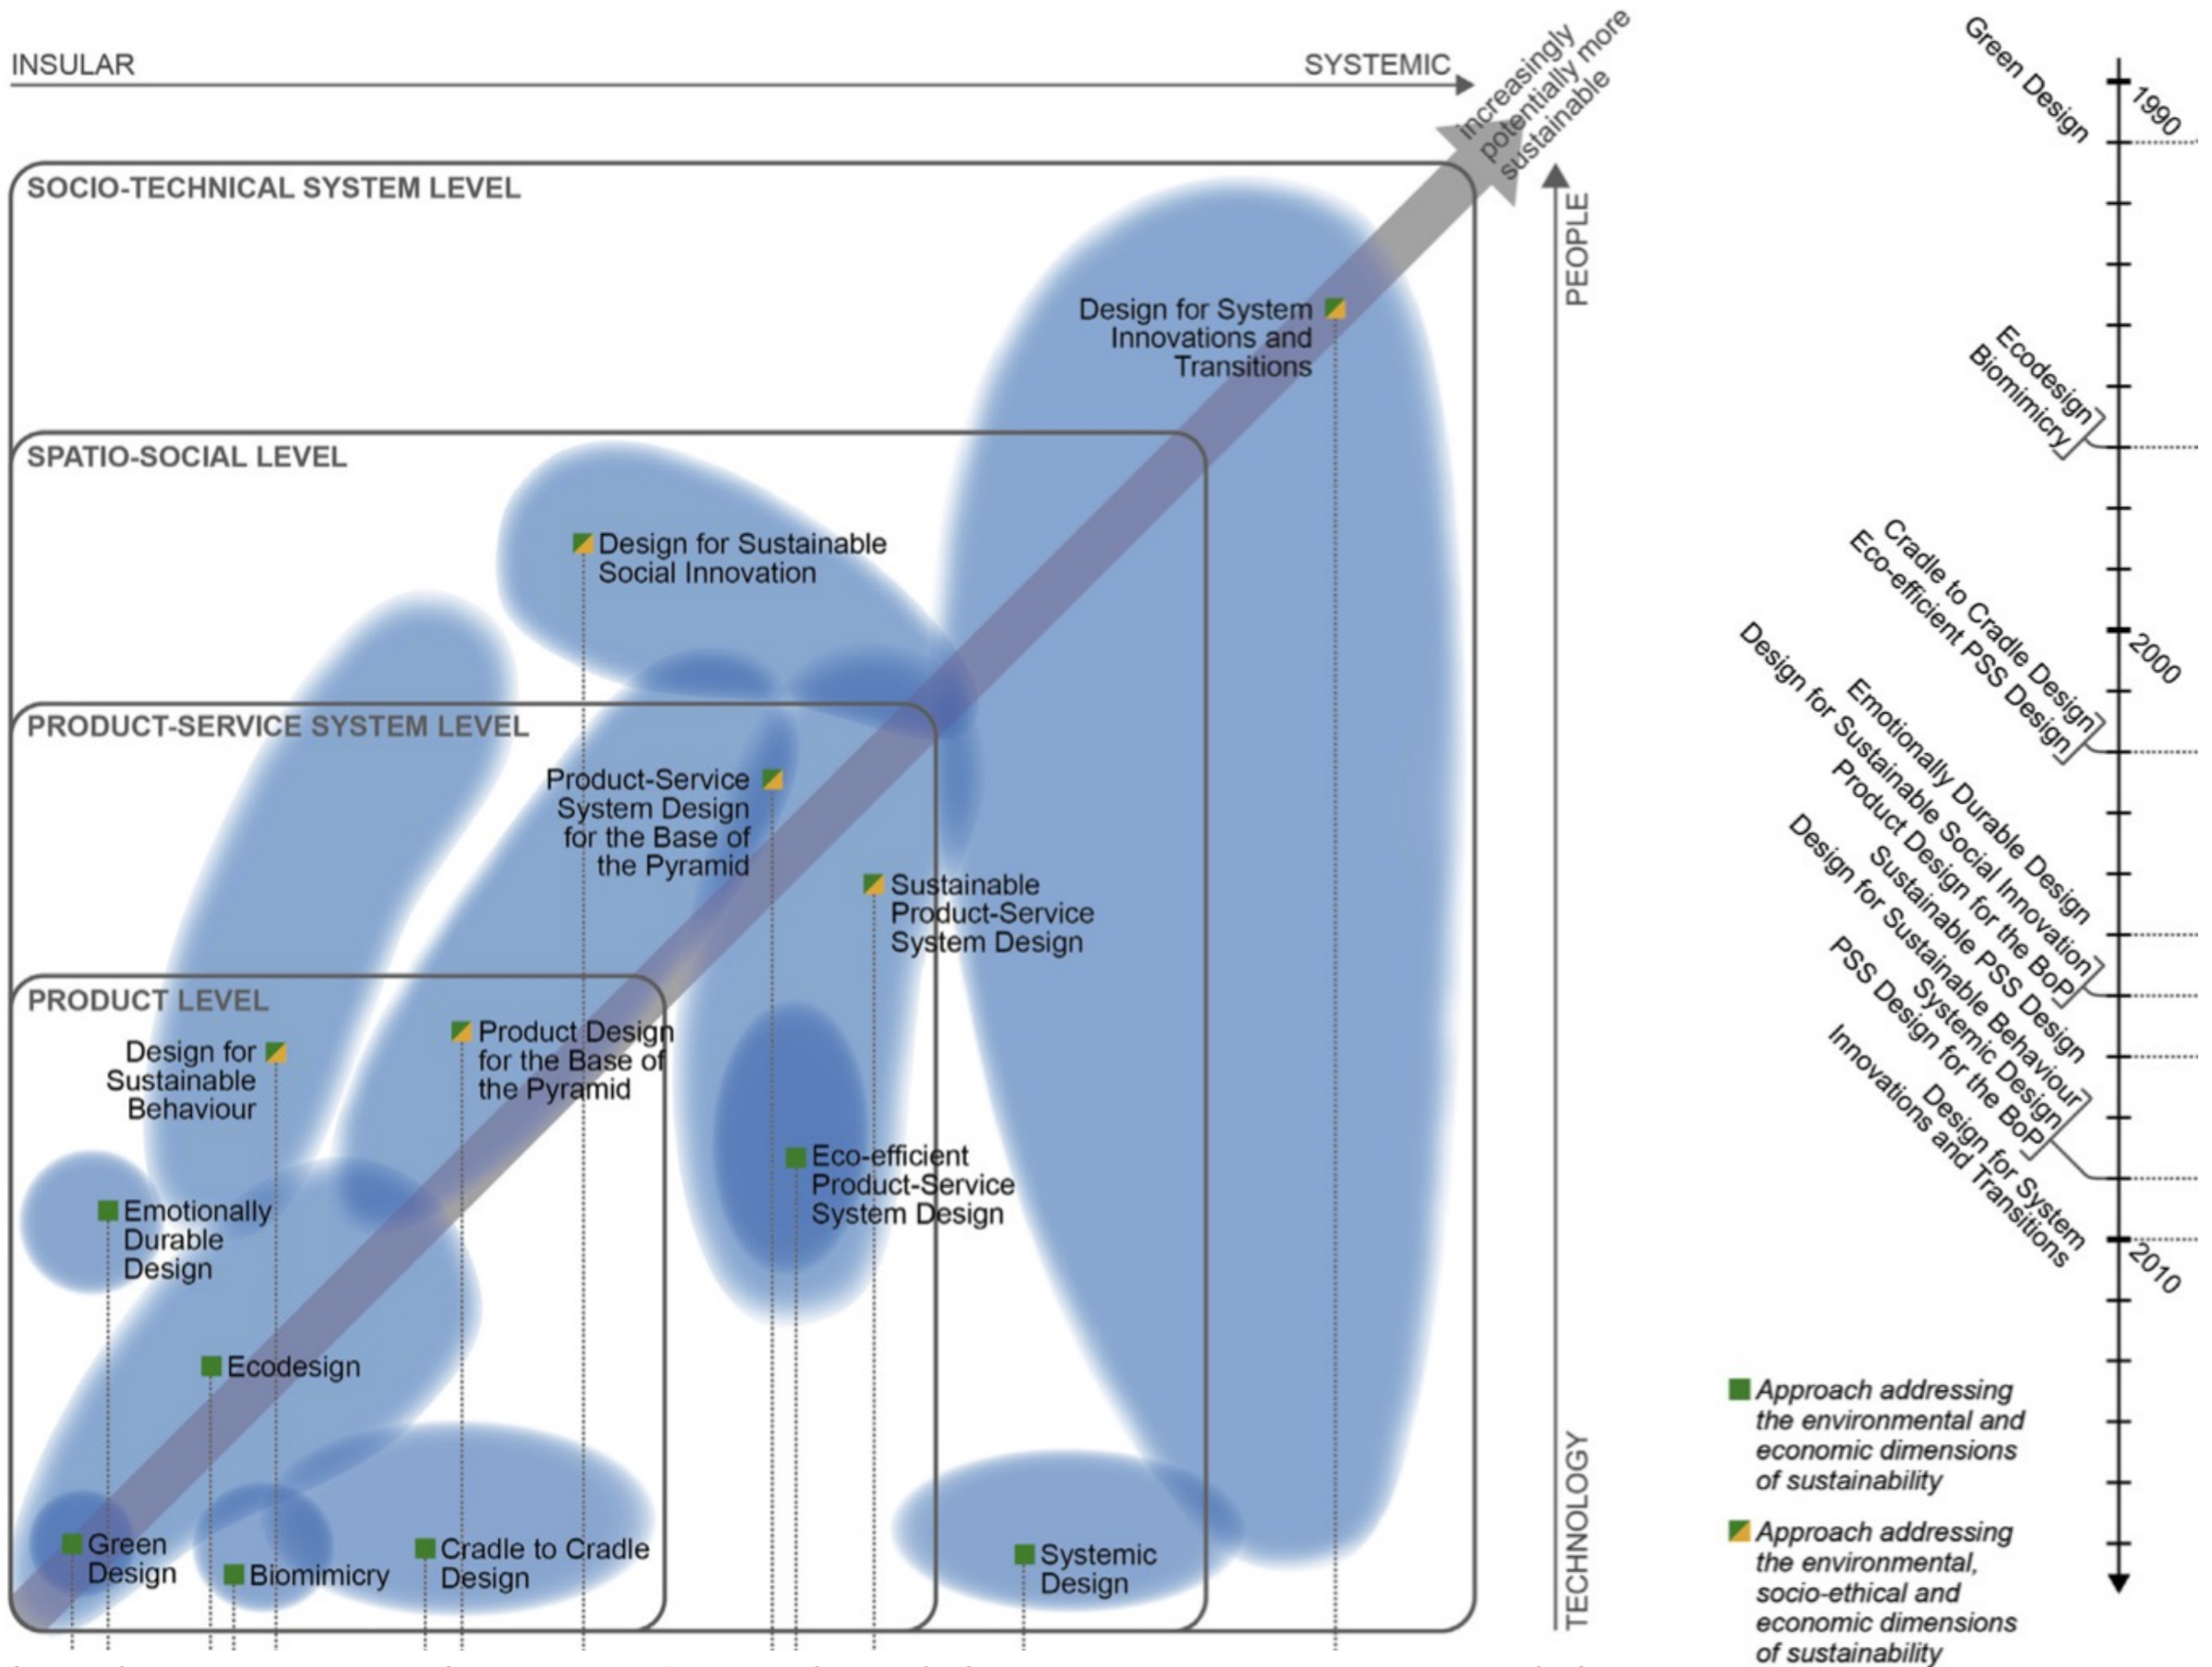 INSULAR
SYSTEMIC
increasingly
potentially more
sustainable
SOCIO-TECHNICAL SYSTEM LEVEL
PEOPLE
Design for System
Innovations and
Transitions
SPATIO-SOCIAL LEVEL
Design for Sustainable
Social Innovation
PRODUCT-SERVICE SYSTEM LEVEL
Product-Service
System Design
for the Base of
the Pyramid
Sustainable
Product-Service
System Design
PRODUCT LEVEL
Design for
Sustainable
Behaviour
Product Design
for the Base of
the Pyramid
Emotionally
Durable
Design
Eco-efficient
Product-Service
System Design
Ecodesign
Green
Design
Biomimicry
Cradle to Cradle
Design
Systemic
Design
TECHNOLOGY
Green Design
1990
Ecodesign
Biomimicry
Cradle to Cradle Design
Eco-efficient PSS Design
2000
Emotionally Durable Design
Design for Sustainable Social Innovation
Product Design for the BoP
Sustainable PSS Design
Design for Sustainable Behaviour
Systemic Design
PSS Design for the BoP
Design for System
Innovations and Transitions
2010
Approach addressing
the environmental and
economic dimensions
of sustainability
Approach addressing
the environmental,
socio-ethical and
economic dimensions
of sustainability